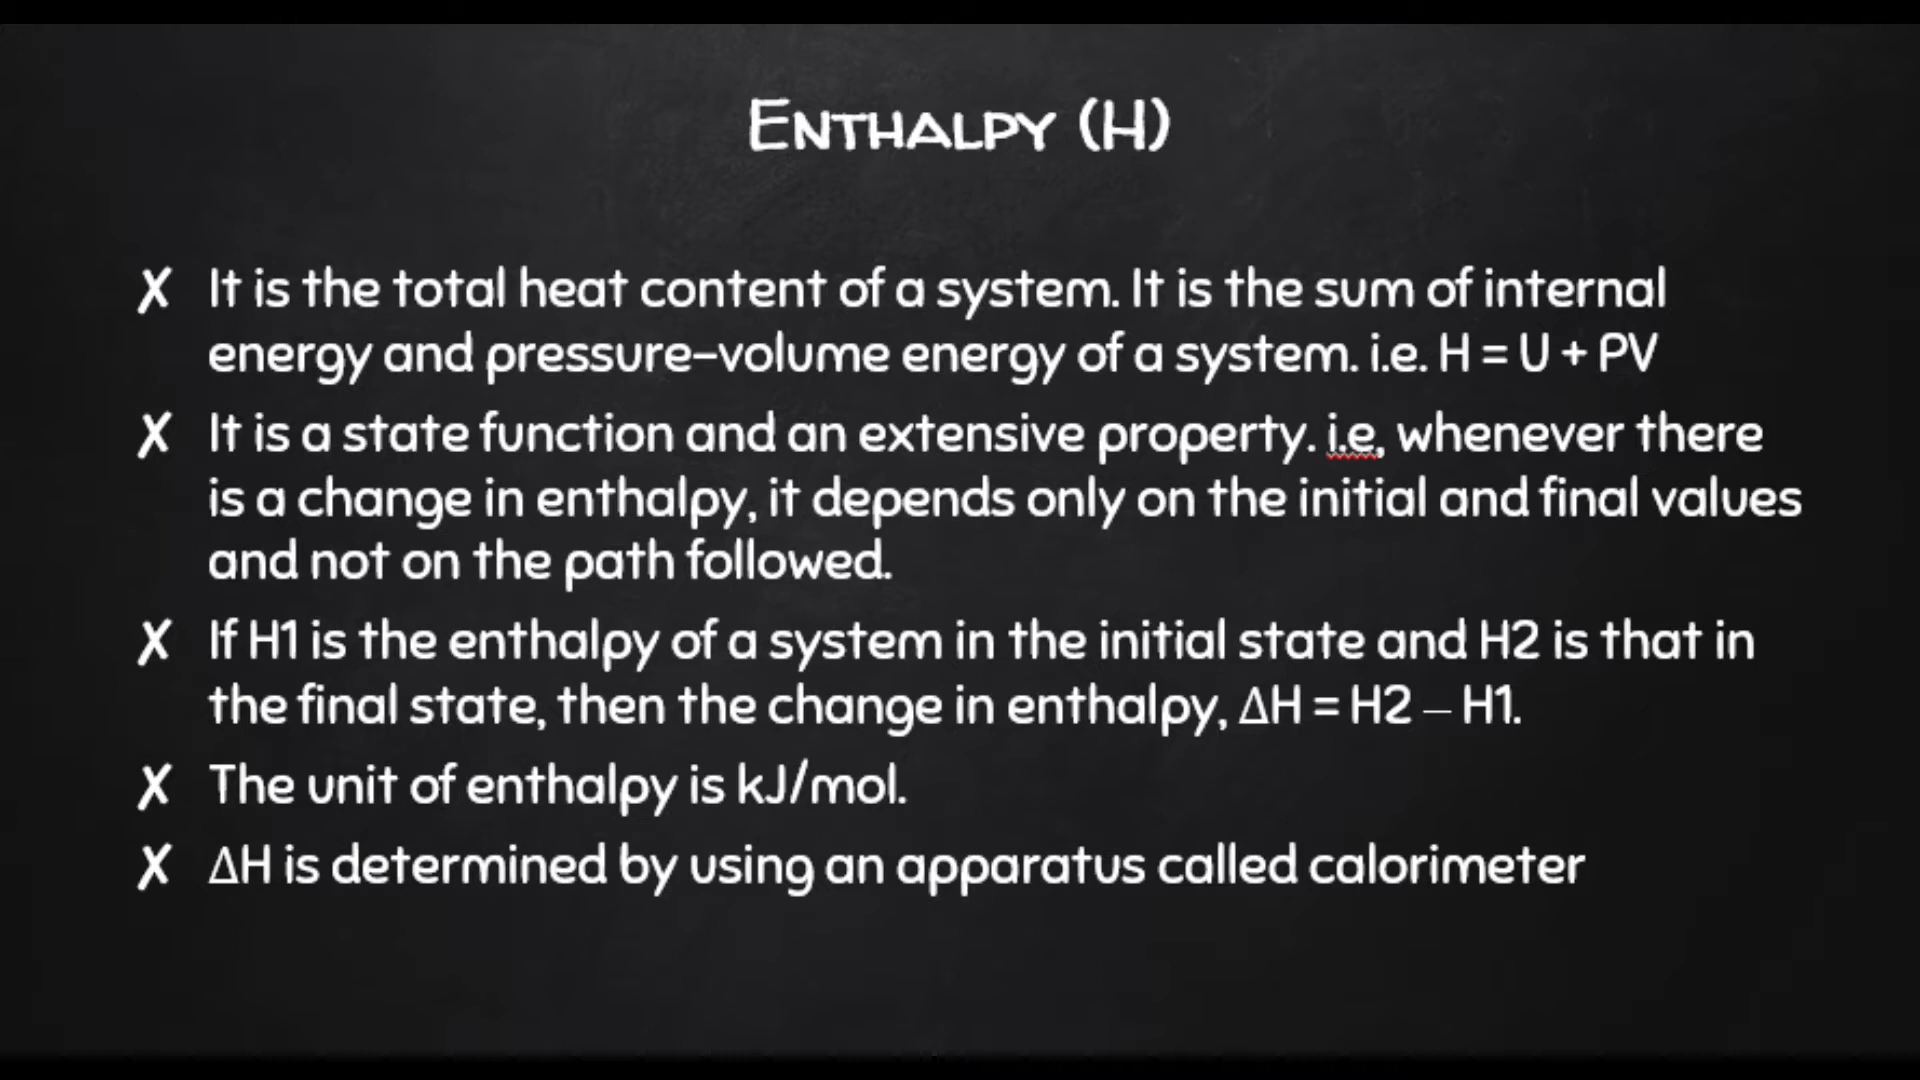 ENTHALPY (H)
✗ It is the total heat content of a system. It is the sum of internal
energy and pressure-volume energy of a system. i.e. H = U + PV
✗ It is a state function and an extensive property. i.e, whenever there
is a change in enthalpy, it depends only on the initial and final values
and not on the path followed.
✗ If H1 is the enthalpy of a system in the initial state and H2 is that in
the final state, then the change in enthalpy, ΔH = H2 – H1.
✗ The unit of enthalpy is kJ/mol.
✗ ΔH is determined by using an apparatus called calorimeter